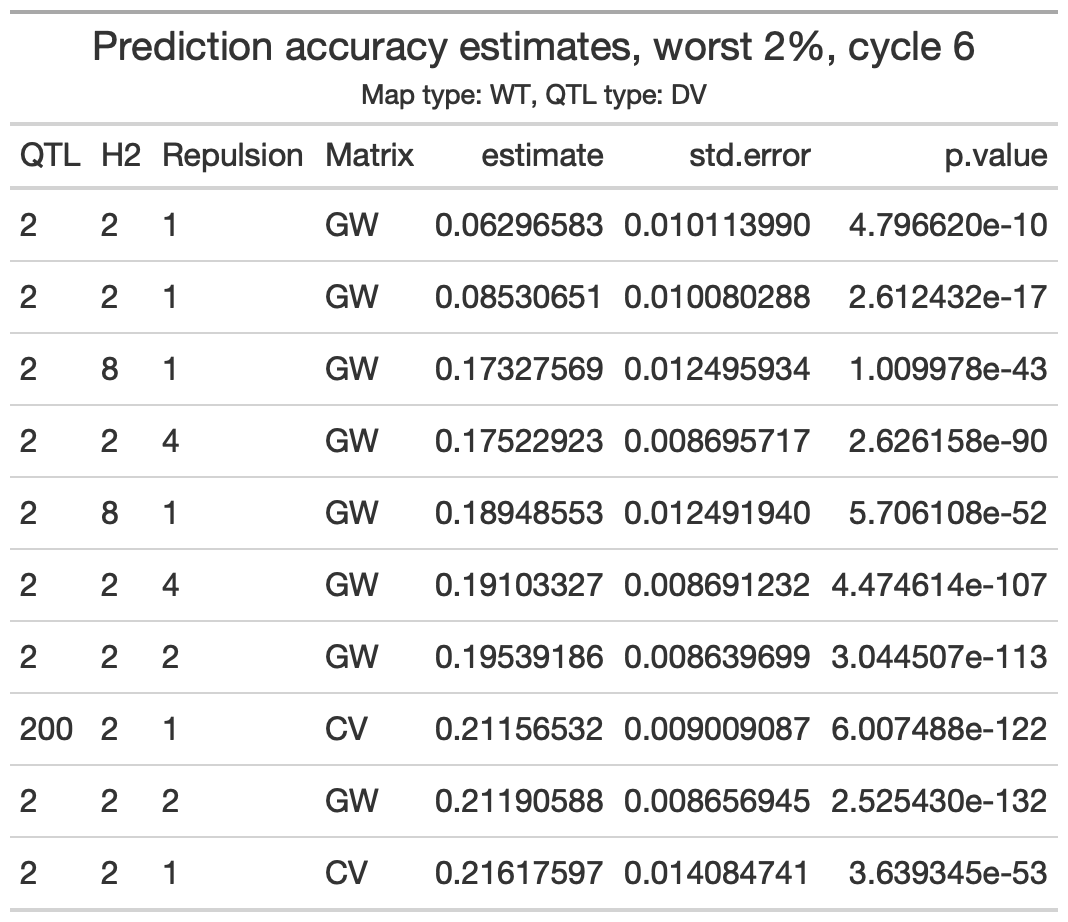 Prediction accuracy estimates, worst 2%, cycle 6
Map type: WT, QTL type: DV
QTL H2 Repulsion Matrix estimate std.error p.value
2 2 1 GW 0.06296583 0.010113990 4.796620e-10
2 2 1 GW 0.08530651 0.010080288 2.612432e-17
2 8 1 GW 0.17327569 0.012495934 1.009978e-43
2 2 4 GW 0.17522923 0.008695717 2.626158e-90
2 8 1 GW 0.18948553 0.012491940 5.706108e-52
2 2 4 GW 0.19103327 0.008691232 4.474614e-107
2 2 2 GW 0.19539186 0.008639699 3.044507e-113
200 2 1 CV 0.21156532 0.009009087 6.007488e-122
2 2 2 GW 0.21190588 0.008656945 2.525430e-132
2 2 1 CV 0.21617597 0.014084741 3.639345e-53